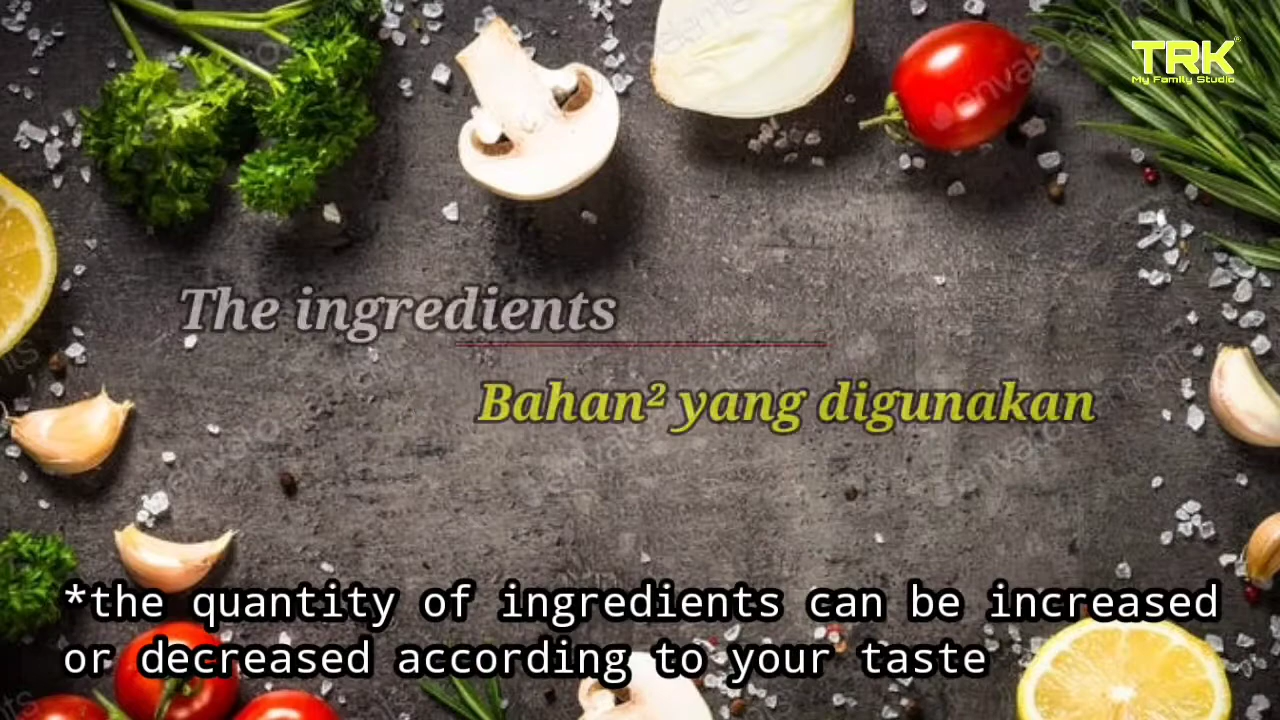 TRK
My Family Studio
The ingredients
Bahan² yang digunakan
*the quantity of ingredients can be increased
or decreased according to your taste